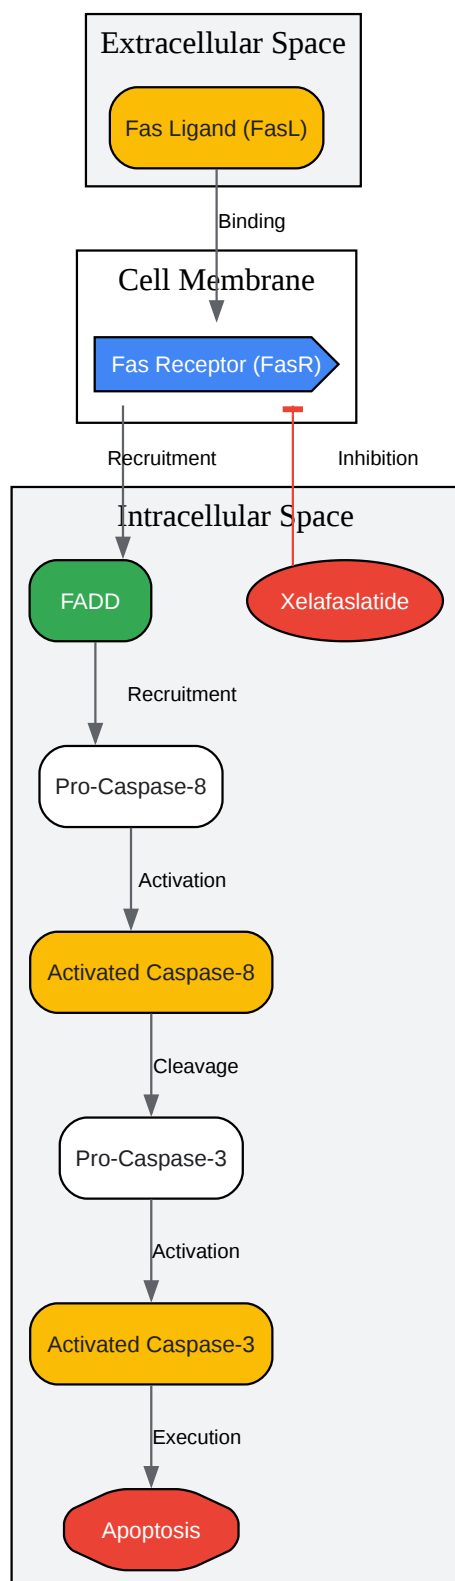 Extracellular Space
Fas Ligand (FasL)
Binding
Cell Membrane
Fas Receptor (FasR)
Recruitment
Inhibition
Intracellular Space
FADD
Xelafaslatide
Recruitment
Pro-Caspase-8
Activation
Activated Caspase-8
Cleavage
Pro-Caspase-3
Activation
Activated Caspase-3
Execution
Apoptosis